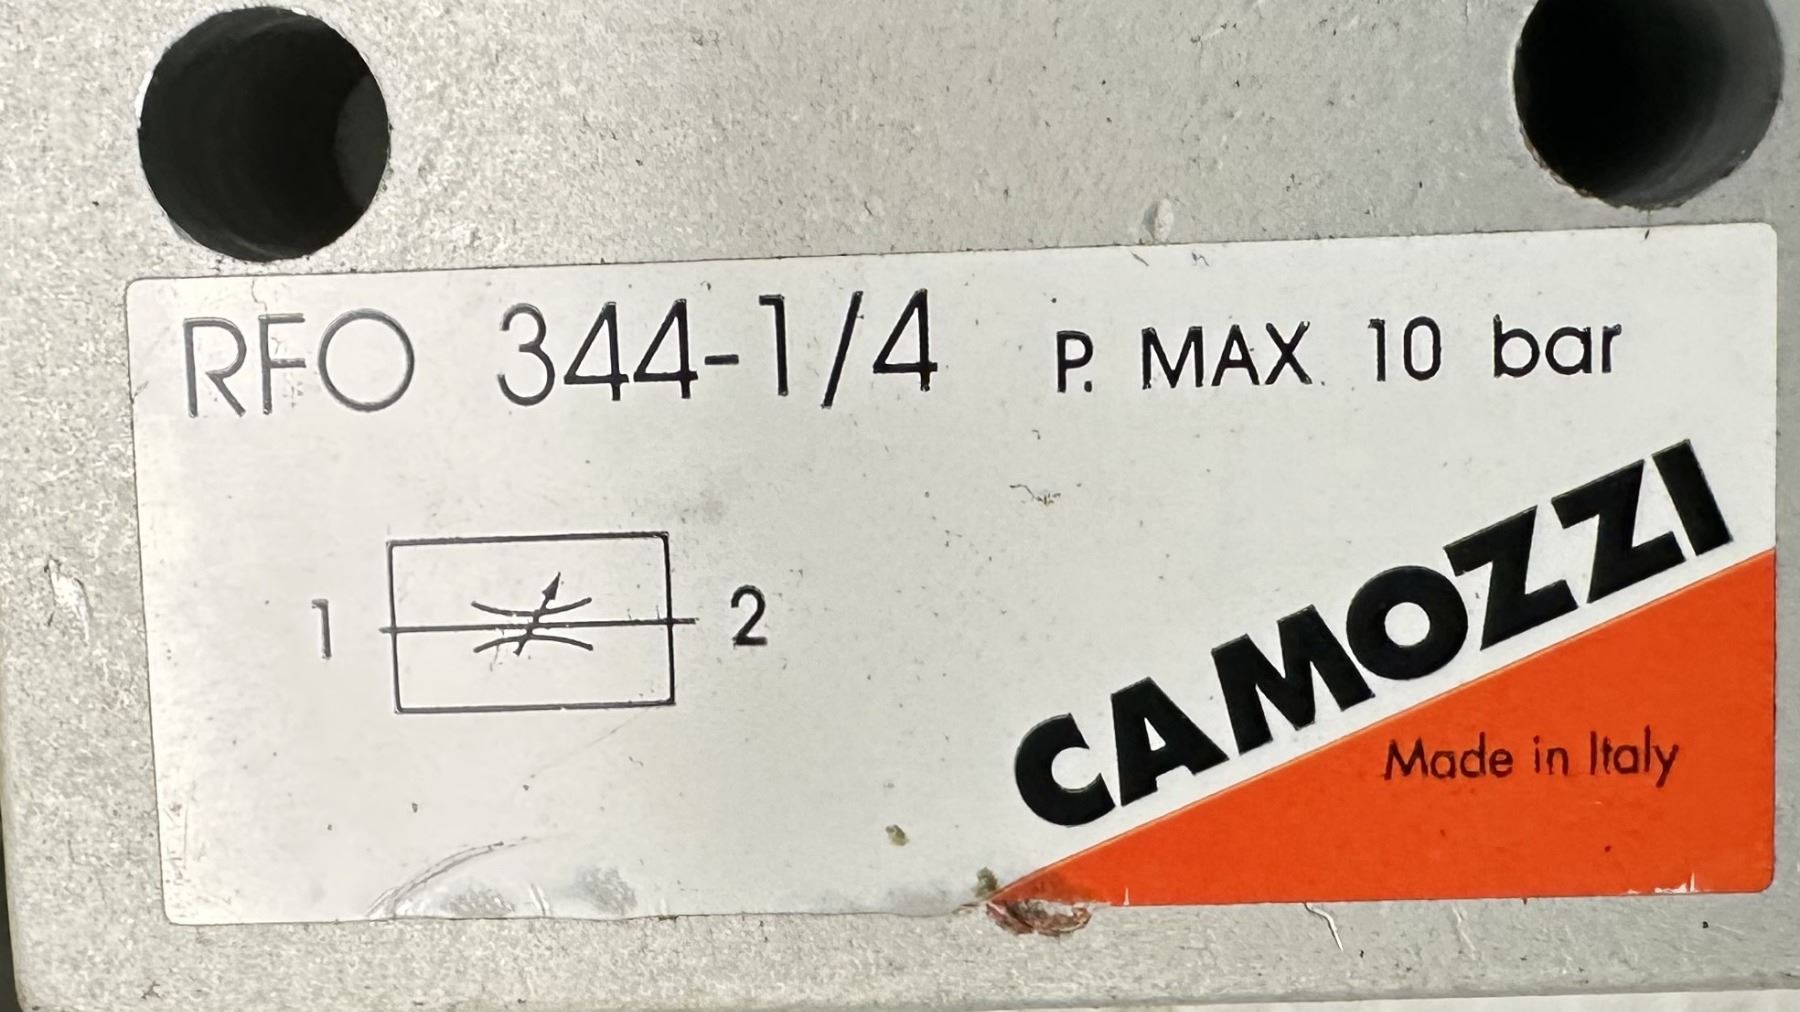 RFO 344-1/4 P. MAX. 10 bar
1 2
CAMOZZI
Made in Italy